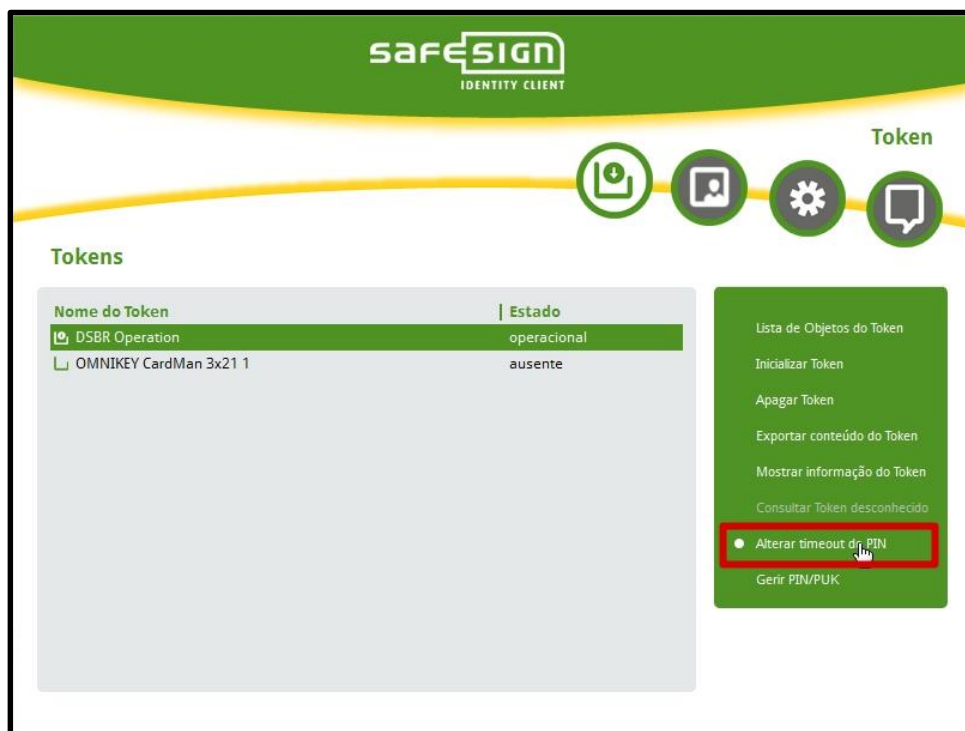 safesign
IDENTITY CLIENT
Token
Tokens
Nome do Token Estado
DSBR Operation operacional
OMNIKEY CardMan 3x21 1 ausente
Lista de Objetos do Token
Inicializar Token
Apagar Token
Exportar conteúdo do Token
Mostrar informação do Token
Consultar Token desconhecido
Alterar timeout do PIN
Gerir PIN/PUK